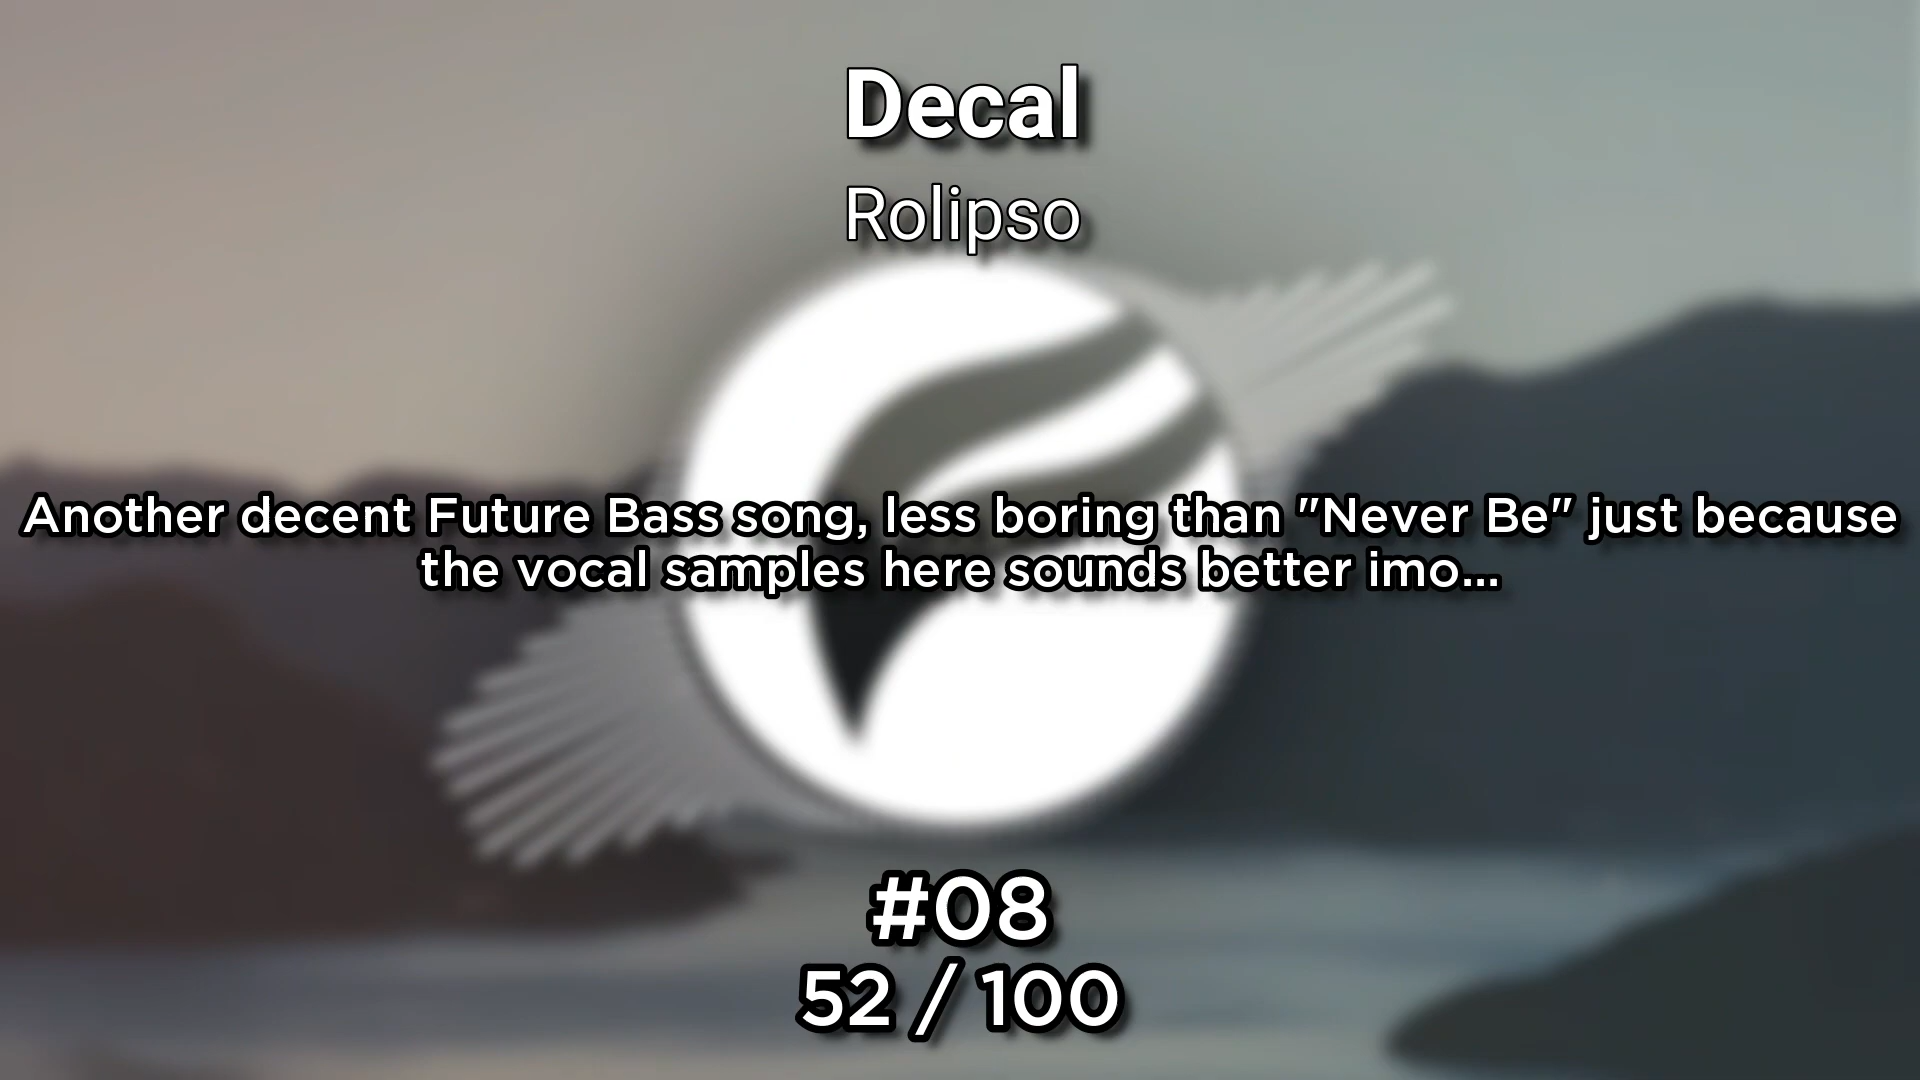 Decal
Rolipso
Another decent Future Bass song, less boring than "Never Be" just because
the vocal samples here sounds better imo...
#08
52 / 100